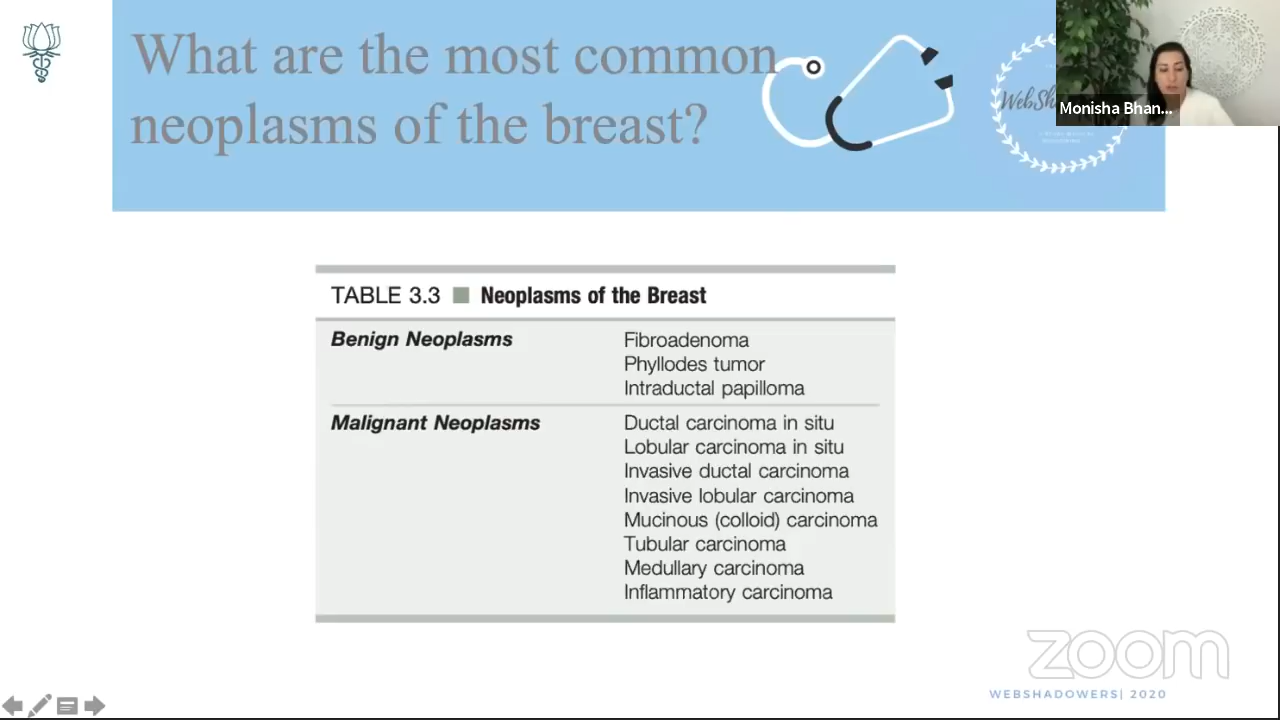 What are the most common
neoplasms of the breast?
Monisha Bhan...
TABLE 3.3 Neoplasms of the Breast
Benign Neoplasms Fibroadenoma
Phyllodes tumor
Intraductal papilloma
Malignant Neoplasms Ductal carcinoma in situ
Lobular carcinoma in situ
Invasive ductal carcinoma
Invasive lobular carcinoma
Mucinous (colloid) carcinoma
Tubular carcinoma
Medullary carcinoma
Inflammatory carcinoma
zoom
WEBSHADOWERS| 2020